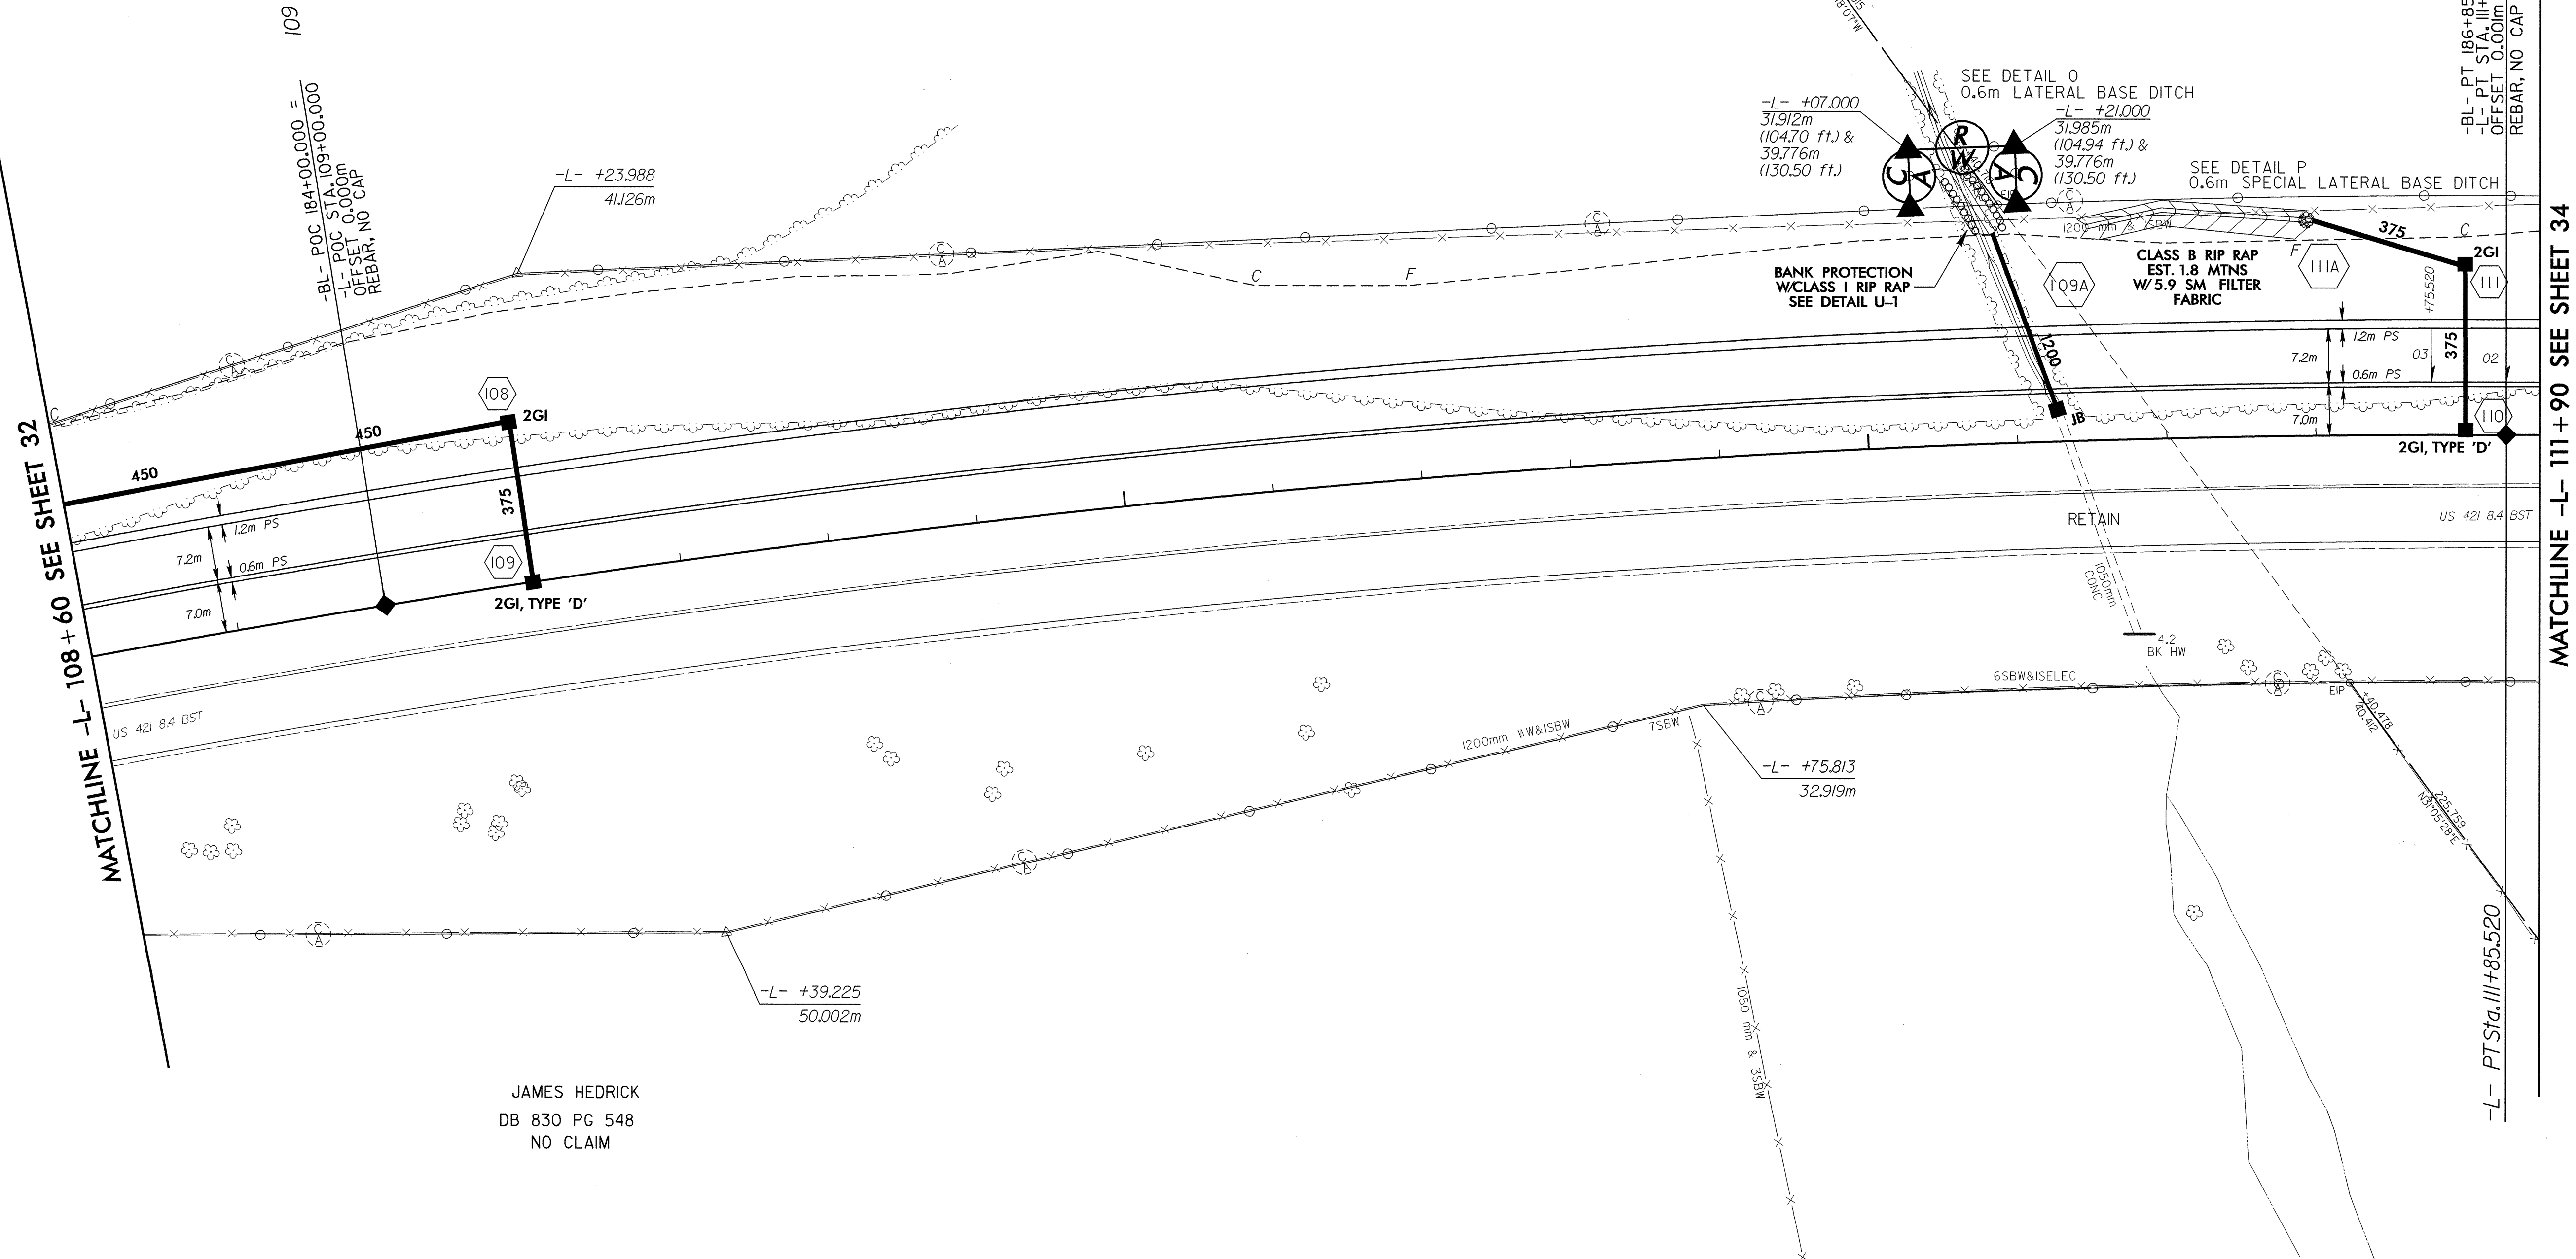 109
-BL- POC 184+00.000 =
-L- POC STA. 109+00.000
OFFSET 0.000m
REBAR, NO CAP
-L- +23.988
41.126m
-L- +07.000
31.912m
(104.70 ft.) &
39.776m
(130.50 ft.)
R
W
C
A
C
A
SEE DETAIL O
0.6m LATERAL BASE DITCH
-L- +21.000
31.985m
(104.94 ft.) &
39.776m
(130.50 ft.)
SEE DETAIL P
0.6m SPECIAL LATERAL BASE DITCH
-BL- PT 186+85
-L- PT STA. 111+
OFFSET 0.001m
REBAR, NO CAP
MATCHLINE -L- 108+60 SEE SHEET 32
MATCHLINE -L- 111+90 SEE SHEET 34
C
A
C
A
C
A
C
A
C
C
F
C
F
BANK PROTECTION
W/CLASS I RIP RAP
SEE DETAIL U-1
109A
CLASS B RIP RAP
EST. 1.8 MTNS
W/5.9 SM FILTER
FABRIC
111A
375
2GI
111
+75.520
375
03
02
1.2m PS
7.2m
0.6m PS
7.0m
110
2GI, TYPE 'D'
1200
JB
108
2GI
450
450
375
109
2GI, TYPE 'D'
1.2m PS
7.2m
0.6m PS
7.0m
US 421 8.4 BST
US 421 8.4 BST
RETAIN
1050mm
CONC
4.2
BK HW
6SBW&1SELEC
EIP
+40.478
40.412
225.759
N31°05'28"E
1200mm WW&1SBW
7SBW
C
A
C
A
C
A
C
A
-L- +75.813
32.919m
-L- +39.225
50.002m
1050 mm & 3SBW
-L- PT Sta. 111+85.520
JAMES HEDRICK
DB 830 PG 548
NO CLAIM